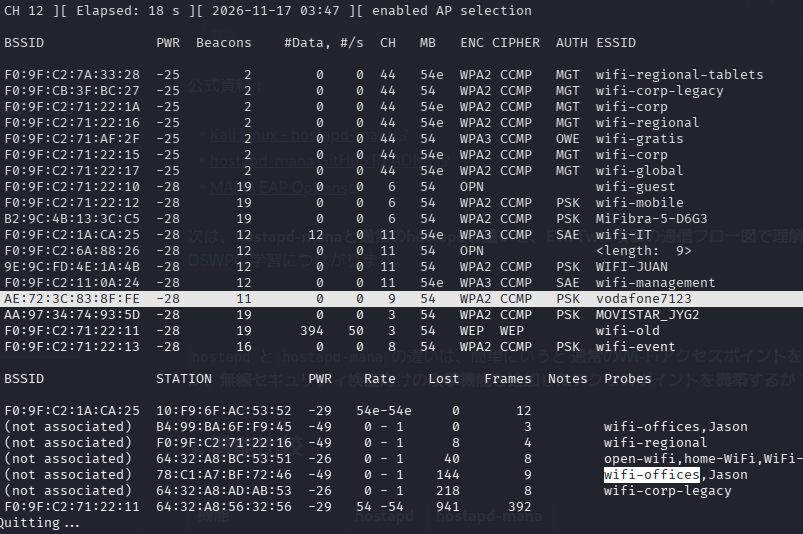 CH 12 ][ Elapsed: 18 s ][ 2026-11-17 03:47 ][ enabled AP selection
BSSID PWR Beacons #Data, #/s CH MB ENC CIPHER AUTH ESSID
F0:9F:C2:7A:33:28 -25 2 0 0 44 54e WPA2 CCMP MGT wifi-regional-tablets
F0:9F:CB:3F:BC:27 -25 2 0 0 44 54e WPA2 CCMP MGT wifi-corp-legacy
F0:9F:C2:71:22:1A -25 2 0 0 44 54e WPA2 CCMP MGT wifi-corp
F0:9F:C2:71:22:16 -25 2 0 0 44 54e WPA2 CCMP MGT wifi-regional
F0:9F:C2:71:AF:2F -25 2 0 0 44 54 WPA3 CCMP OWE wifi-gratis
F0:9F:C2:71:22:15 -25 2 0 0 44 54e WPA2 CCMP MGT wifi-corp
F0:9F:C2:71:22:17 -25 2 0 0 44 54e WPA2 CCMP MGT wifi-global
F0:9F:C2:71:22:10 -28 19 0 0 6 54 OPN wifi-guest
F0:9F:C2:71:22:12 -28 19 0 0 6 54 WPA2 CCMP PSK wifi-mobile
B2:9C:4B:13:3C:C5 -28 19 0 0 6 54 WPA2 CCMP PSK MiFibra-5-D6G3
F0:9F:C2:1A:CA:25 -28 12 12 0 11 54e WPA3 CCMP SAE wifi-IT
F0:9F:C2:6A:88:26 -28 12 0 0 11 54 OPN <length: 9>
9E:9C:FD:4E:1A:4B -28 12 0 0 11 54 WPA2 CCMP PSK WIFI-JUAN
F0:9F:C2:11:0A:24 -28 12 0 0 11 54e WPA3 CCMP SAE wifi-management
AE:72:3C:83:8F:FE -28 11 0 0 9 54 WPA2 CCMP PSK vodafone7123
AA:97:34:74:93:5D -28 19 0 0 3 54 WPA2 CCMP PSK MOVISTAR_JYG2
F0:9F:C2:71:22:11 -28 19 394 50 3 54 WEP WEP wifi-old
F0:9F:C2:71:22:13 -28 16 0 0 8 54 WPA2 CCMP PSK wifi-event
BSSID STATION PWR Rate Lost Frames Notes Probes
F0:9F:C2:1A:CA:25 10:F9:6F:AC:53:52 -29 54e-54e 0 12
(not associated) B4:99:BA:6F:F9:45 -49 0 - 1 0 3 wifi-offices,Jason
(not associated) F0:9F:C2:71:22:16 -49 0 - 1 8 4 wifi-regional
(not associated) 64:32:A8:BC:53:51 -26 0 - 1 40 8 open-wifi,home-WiFi,WiFi-
(not associated) 78:C1:A7:BF:72:46 -49 0 - 1 144 9 wifi-offices,Jason
(not associated) 64:32:A8:AD:AB:53 -26 0 - 1 218 8 wifi-corp-legacy
F0:9F:C2:71:22:11 64:32:A8:56:32:56 -29 54 -54 941 392
Quitting...